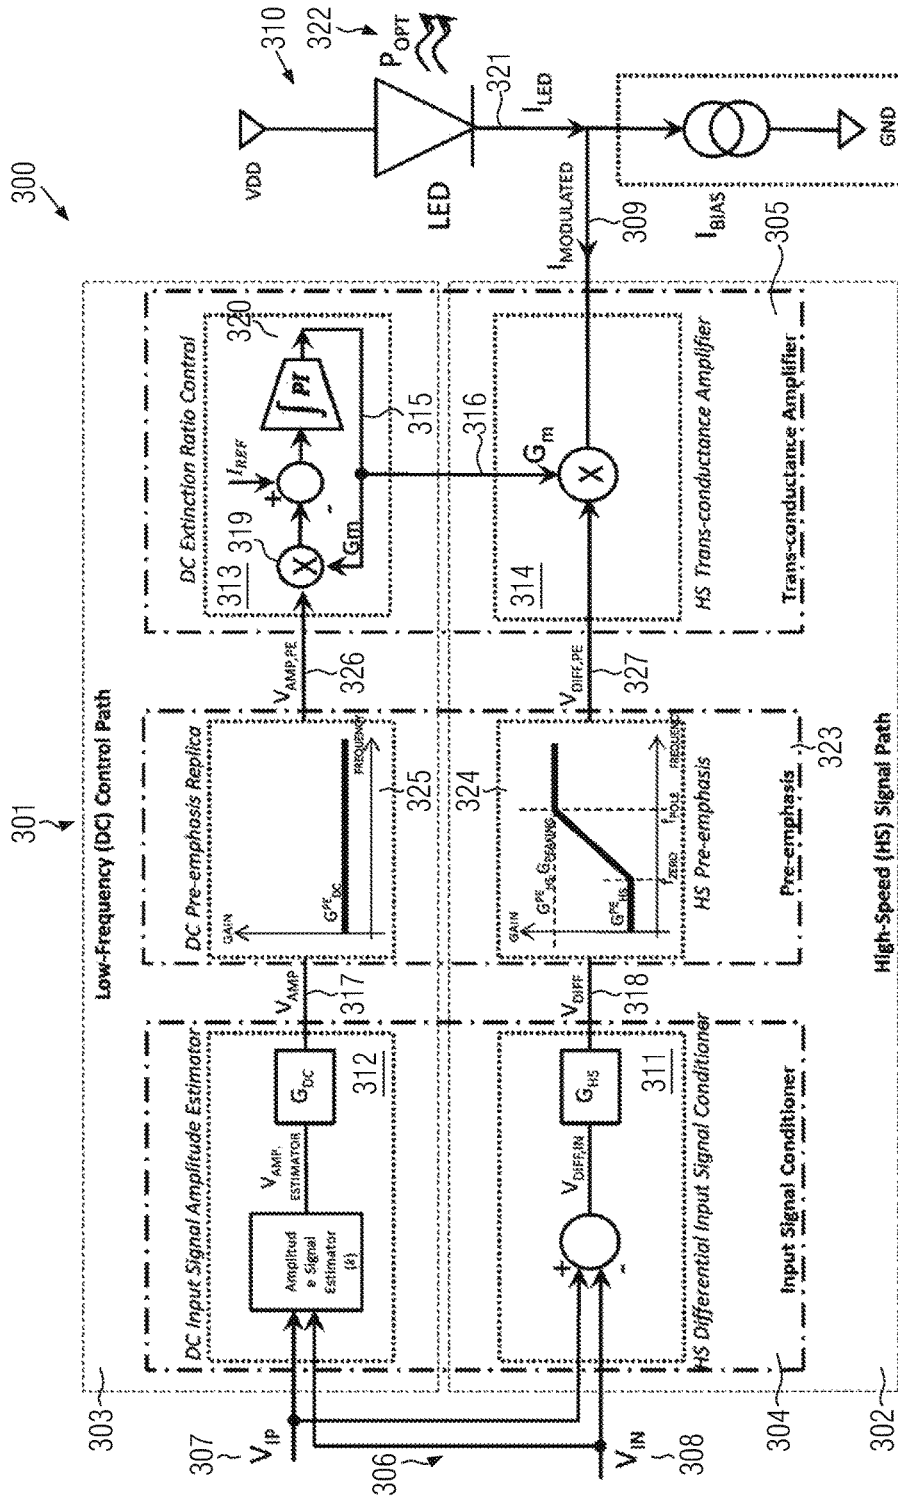 300
301
Low-Frequency (DC) Control Path
303
DC Input Signal Amplitude Estimator
DC Pre-emphasis Replica
DC Extinction Ratio Control
307
V_IP
Amplitud
e Signal
Estimator
(â)
V_AMP,
ESTIMATOR
G_DC
312
V_AMP
317
GAIN
G^PE_DC
FREQUENCY
325
V_AMP,PE
326
313
319
X
Gm
+
-
I_REF
∫ PI
320
315
316
306
V_IN
308
+
-
V_DIFF,IN
G_HS
311
V_DIFF
318
GAIN
G^PE_HS
f_ZERO
f_POLE
FREQUENCY
324
V_DIFF,PE
327
314
X
G_m
I_MODULATED
309
HS Differential Input Signal Conditioner
HS Pre-emphasis
HS Trans-conductance Amplifier
Input Signal Conditioner
Pre-emphasis
Trans-conductance Amplifier
304
323
305
302
High-Speed (HS) Signal Path
310
322
P_OPT
VDD
LED
321
I_LED
I_BIAS
GND